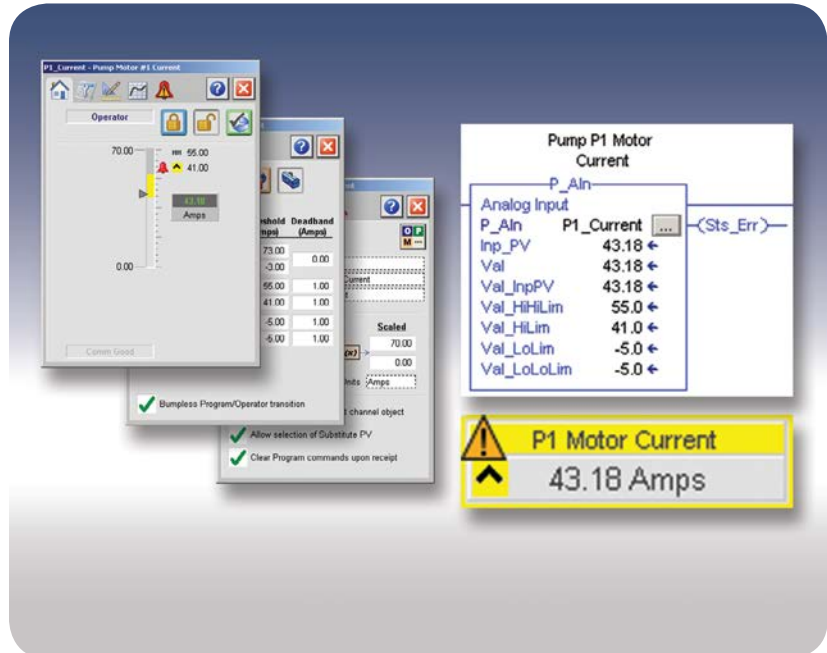 P1_Current - Pump Motor #1 Current
Operator
70.00
HH 55.00
41.00
43.18
Amps
0.00
Comm Good
Threshold Deadband
(Amps) (Amps)
73.00
0.00
-3.00
55.00 1.00
41.00 1.00
-5.00 1.00
-5.00 1.00
Bumpless Program/Operator transition
O P
M ...
Current
Scaled
70.00
0.00
Units Amps
channel object
Allow selection of Substitute PV
Clear Program commands upon receipt
Pump P1 Motor
Current
P_AIn
Analog Input
P_AIn P1_Current ... (Sts_Err)
Inp_PV 43.18
Val 43.18
Val_InpPV 43.18
Val_HiHiLim 55.0
Val_HiLim 41.0
Val_LoLim -5.0
Val_LoLoLim -5.0
P1 Motor Current
43.18 Amps